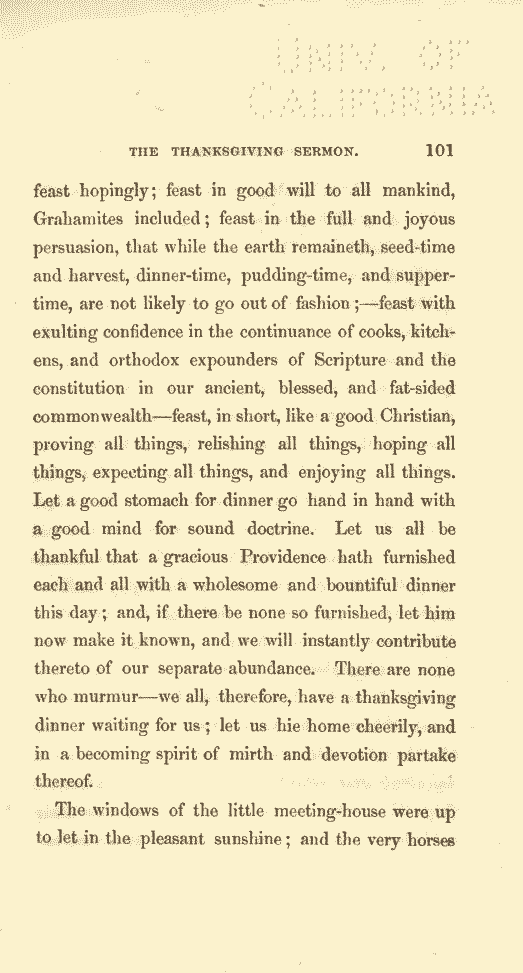 UNIV. OF
CALIFORNIA
THE THANKSGIVING SERMON. 101
feast hopingly; feast in good will to all mankind,
Grahamites included; feast in the full and joyous
persuasion, that while the earth remaineth, seed-time
and harvest, dinner-time, pudding-time, and supper-
time, are not likely to go out of fashion;—feast with
exulting confidence in the continuance of cooks, kitch-
ens, and orthodox expounders of Scripture and the
constitution in our ancient, blessed, and fat-sided
commonwealth—feast, in short, like a good Christian,
proving all things, relishing all things, hoping all
things, expecting all things, and enjoying all things.
Let a good stomach for dinner go hand in hand with
a good mind for sound doctrine. Let us all be
thankful that a gracious Providence hath furnished
each and all with a wholesome and bountiful dinner
this day; and, if there be none so furnished, let him
now make it known, and we will instantly contribute
thereto of our separate abundance. There are none
who murmur—we all, therefore, have a thanksgiving
dinner waiting for us; let us hie home cheerily, and
in a becoming spirit of mirth and devotion partake
thereof.
The windows of the little meeting-house were up
to let in the pleasant sunshine; and the very horses